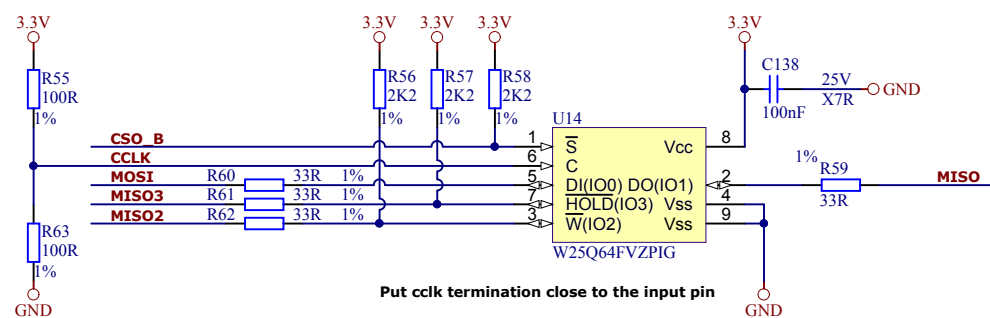 3.3V 3.3V 3.3V 3.3V 3.3V
R55
100R
1%
R56
2K2
1%
R57
2K2
1%
R58
2K2
1%
C138
100nF
25V
X7R
GND
U14
CSO_B 1 S Vcc 8
CCLK 6 C
MOSI R60 33R 1% 5 DI(IO0) DO(IO1) 2
1% R59
33R
MISO
MISO3 R61 33R 1% 7 HOLD(IO3) Vss 4
MISO2 R62 33R 1% 3 W(IO2) Vss 9
W25Q64FVZPIG
R63
100R
1%
GND
Put cclk termination close to the input pin
GND